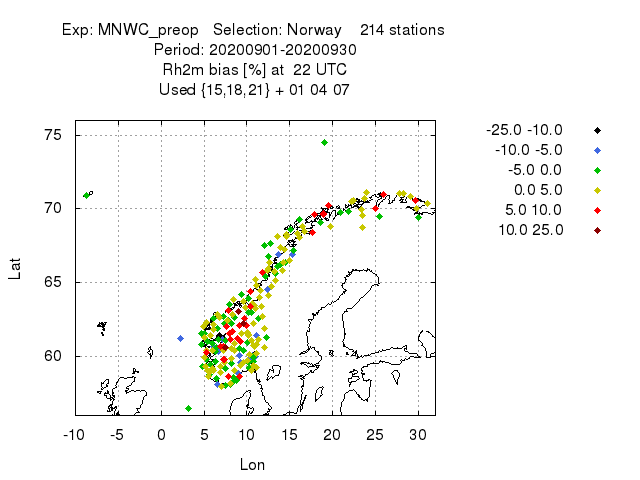 Exp: MNWC_preop   Selection: Norway    214 stations
Period: 20200901-20200930
Rh2m bias [%] at  22 UTC
Used {15,18,21} + 01 04 07
75
70
65
60
Lat
-10 -5 0 5 10 15 20 25 30
Lon
-25.0 -10.0
-10.0 -5.0
-5.0 0.0
0.0 5.0
5.0 10.0
10.0 25.0